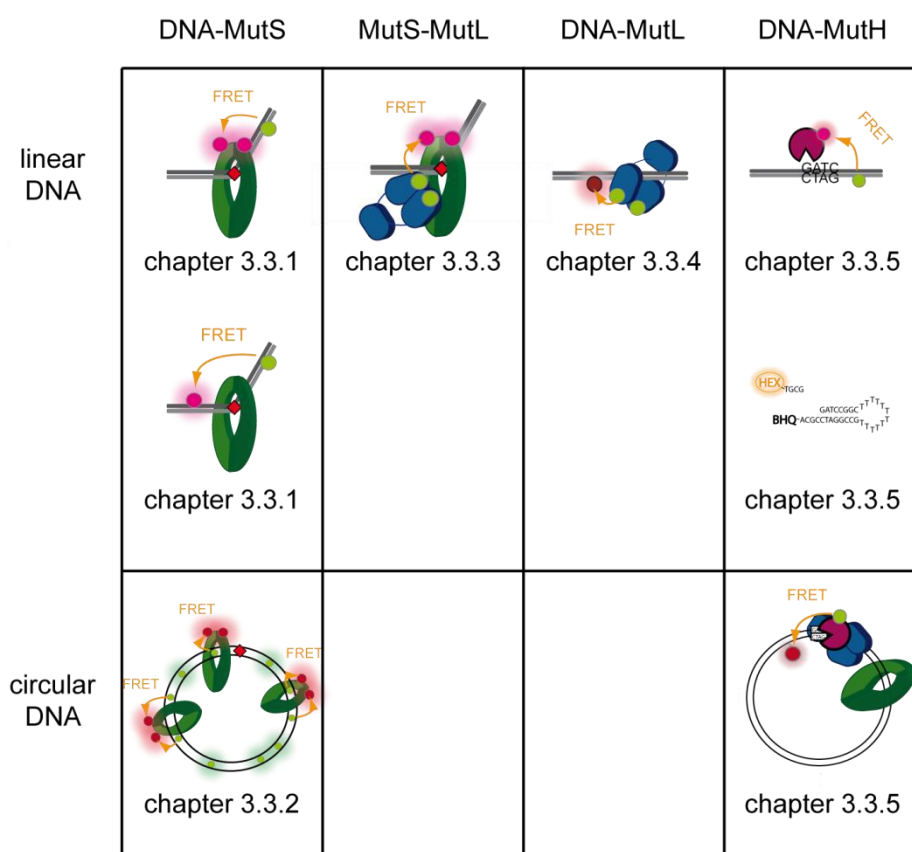 DNA-MutS MutS-MutL DNA-MutL DNA-MutH
linear
DNA
FRET
chapter 3.3.1
FRET
chapter 3.3.3
FRET
chapter 3.3.4
FRET
GATC
CTAG
chapter 3.3.5
FRET
chapter 3.3.1
HEX
~TGCG
GATCCGGC
TTTTTT
BHQ~ACGCCTAGGCCG
chapter 3.3.5
circular
DNA
FRET
FRET
FRET
chapter 3.3.2
FRET
chapter 3.3.5